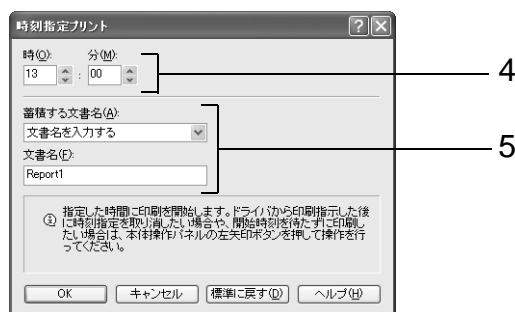 時刻指定プリント
時(O): 分(M):
13 : 00
4
蓄積する文書名(A):
文書名を入力する
5
文書名(F):
Report1
指定した時間に印刷を開始します。ドライバから印刷指示した後
に時刻指定を取り消したい場合や、開始時刻を待たずに印刷し
たい場合は、本体操作パネルの左矢印ボタンを押して操作を行
ってください。
OK キャンセル 標準に戻す(D) ヘルプ(H)